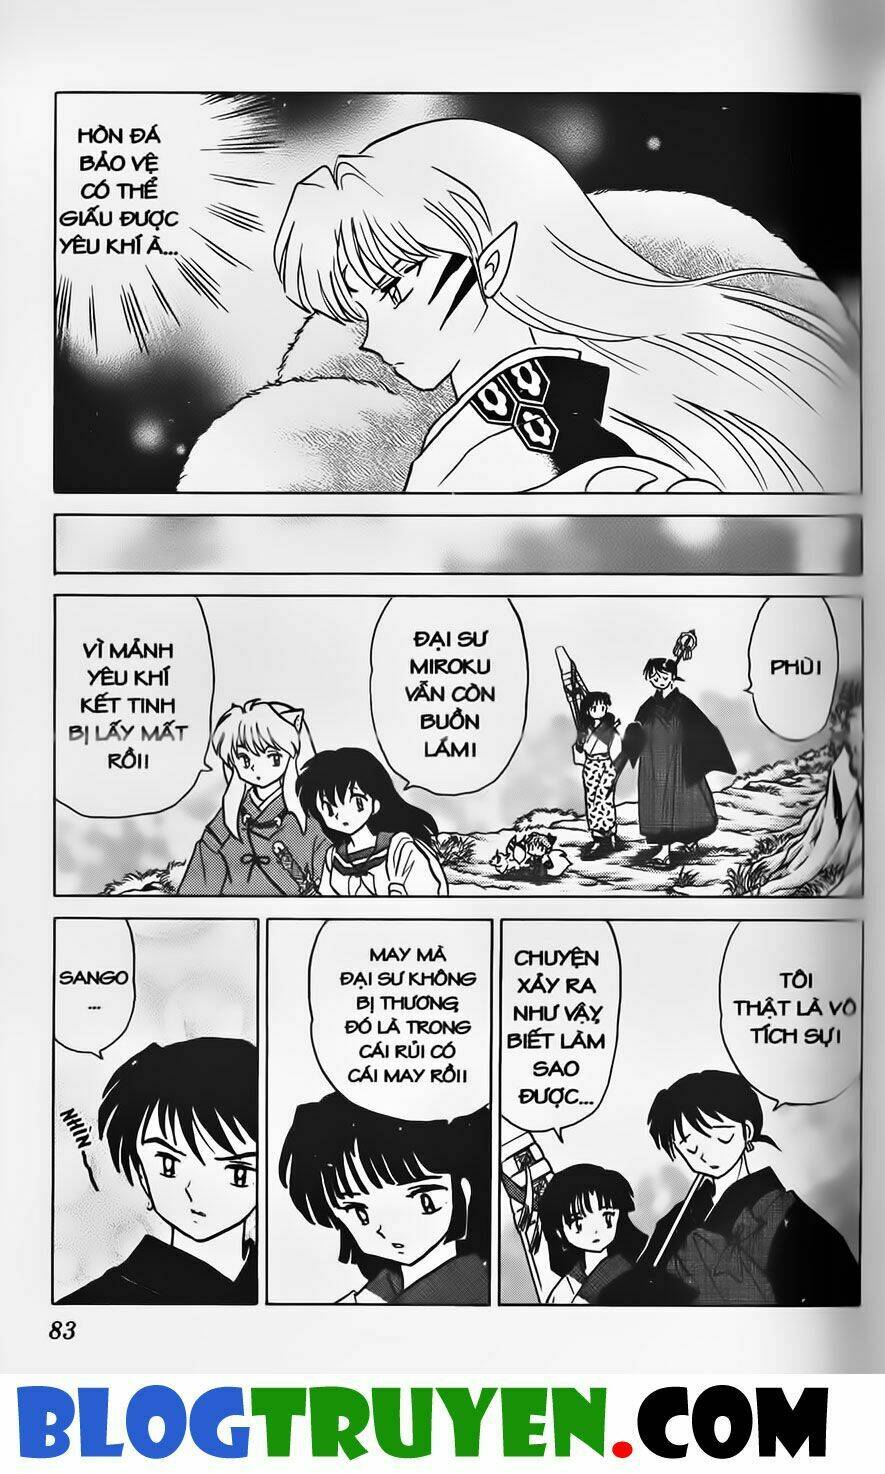 HÒN ĐÁ
BẢO VỆ
CÓ THỂ
GIẤU ĐƯỢC
YÊU KHÍ À...
PHÙ!
ĐẠI SƯ
MIROKU
VẪN CÒN
BUỒN
LẮM!
VÌ MẢNH
YÊU KHÍ
KẾT TINH
BỊ LẤY MẤT
RỒI!
TÔI
THẬT LÀ VÔ
TÍCH SỰ!
CHUYỆN
XẢY RA
NHƯ VẬY,
BIẾT LÀM
SAO
ĐƯỢC...
MAY MÀ
ĐẠI SƯ KHÔNG
BỊ THƯƠNG,
ĐÓ LÀ TRONG
CÁI RỦI CÓ
CÁI MAY RỒI!
SANGO
...
NHÌN
83
BLOGTRUYEN.COM